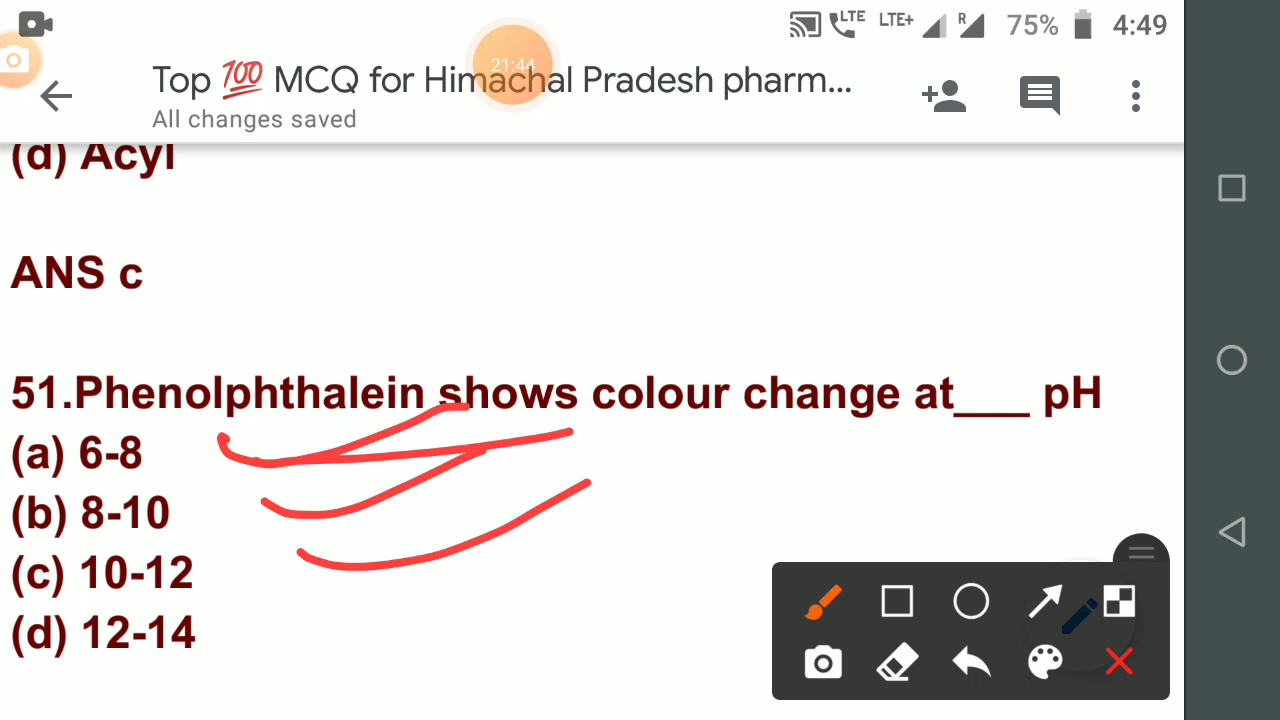 LTE LTE+ R 75% 4:49
21:44
Top 💯 MCQ for Himachal Pradesh pharm...
All changes saved
(d) Acyl
ANS c
51.Phenolphthalein shows colour change at___ pH
(a) 6-8
(b) 8-10
(c) 10-12
(d) 12-14